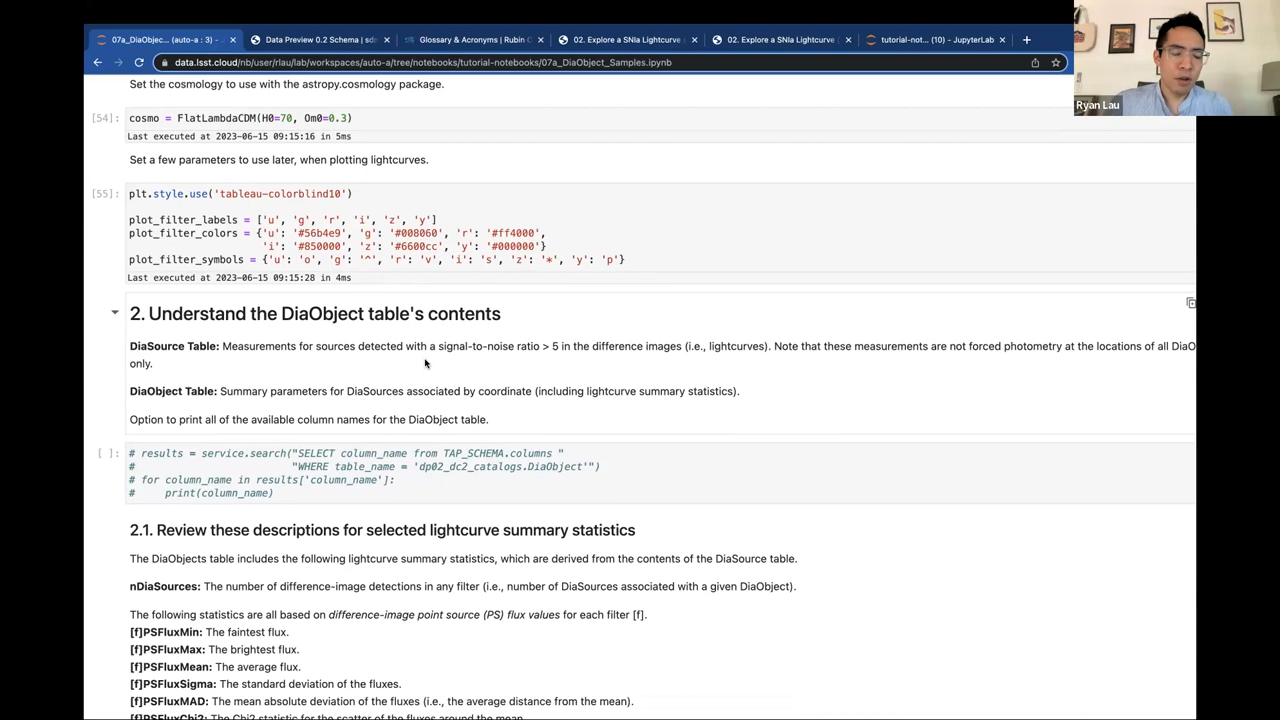 07a_DiaObjec… (auto-a : 3) -
Data Preview 0.2 Schema | sd
Glossary & Acronyms | Rubin C
02. Explore a SNIa Lightcurve
02. Explore a SNIa Lightcurve
tutorial-not… (10) - JupyterLab
data.lsst.cloud/nb/user/rlau/lab/workspaces/auto-a/tree/notebooks/tutorial-notebooks/07a_DiaObject_Samples.ipynb
Ryan Lau
Set the cosmology to use with the astropy.cosmology package.
[54]: cosmo = FlatLambdaCDM(H0=70, Om0=0.3)
Last executed at 2023-06-15 09:15:16 in 5ms
Set a few parameters to use later, when plotting lightcurves.
[55]: plt.style.use('tableau-colorblind10')
plot_filter_labels = ['u', 'g', 'r', 'i', 'z', 'y']
plot_filter_colors = {'u': '#56b4e9', 'g': '#008060', 'r': '#ff4000',
'i': '#850000', 'z': '#6600cc', 'y': '#000000'}
plot_filter_symbols = {'u': 'o', 'g': '^', 'r': 'v', 'i': 's', 'z': '*', 'y': 'p'}
Last executed at 2023-06-15 09:15:28 in 4ms
2. Understand the DiaObject table's contents
DiaSource Table: Measurements for sources detected with a signal-to-noise ratio > 5 in the difference images (i.e., lightcurves). Note that these measurements are not forced photometry at the locations of all DiaO
only.
DiaObject Table: Summary parameters for DiaSources associated by coordinate (including lightcurve summary statistics).
Option to print all of the available column names for the DiaObject table.
[ ]: # results = service.search("SELECT column_name from TAP_SCHEMA.columns "
# "WHERE table_name = 'dp02_dc2_catalogs.DiaObject'")
# for column_name in results['column_name']:
# print(column_name)
2.1. Review these descriptions for selected lightcurve summary statistics
The DiaObjects table includes the following lightcurve summary statistics, which are derived from the contents of the DiaSource table.
nDiaSources: The number of difference-image detections in any filter (i.e., number of DiaSources associated with a given DiaObject).
The following statistics are all based on difference-image point source (PS) flux values for each filter [f].
[f]PSFluxMin: The faintest flux.
[f]PSFluxMax: The brightest flux.
[f]PSFluxMean: The average flux.
[f]PSFluxSigma: The standard deviation of the fluxes.
[f]PSFluxMAD: The mean absolute deviation of the fluxes (i.e., the average distance from the mean).
[f]PSFluxChi2: The Chi2 statistic for the scatter of the fluxes around the mean.